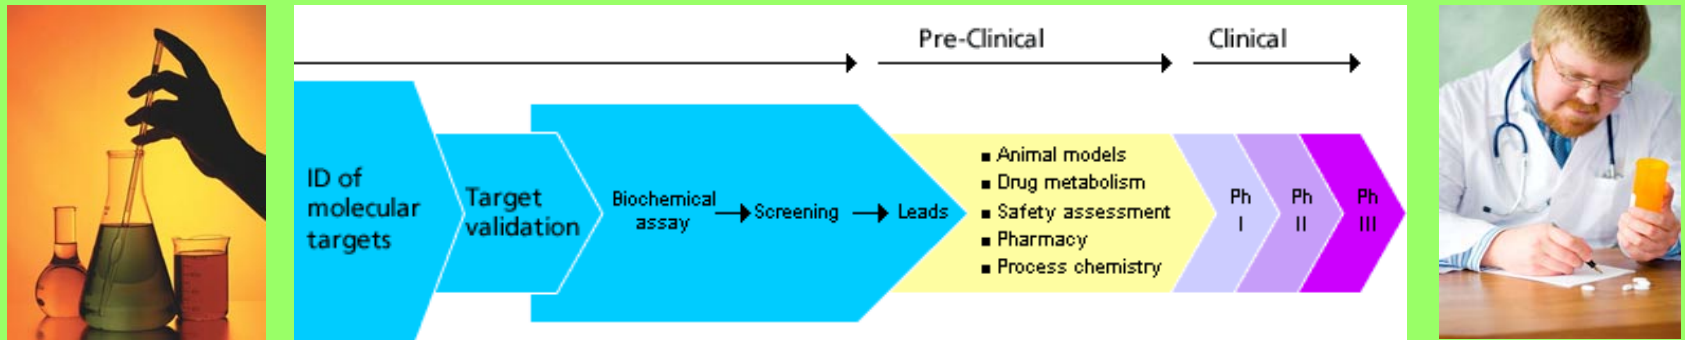 Pre-Clinical
Clinical
ID of
molecular
targets
Target
validation
Biochemical
assay
Screening
Leads
▪ Animal models
▪ Drug metabolism
▪ Safety assessment
▪ Pharmacy
▪ Process chemistry
Ph
I
Ph
II
Ph
III